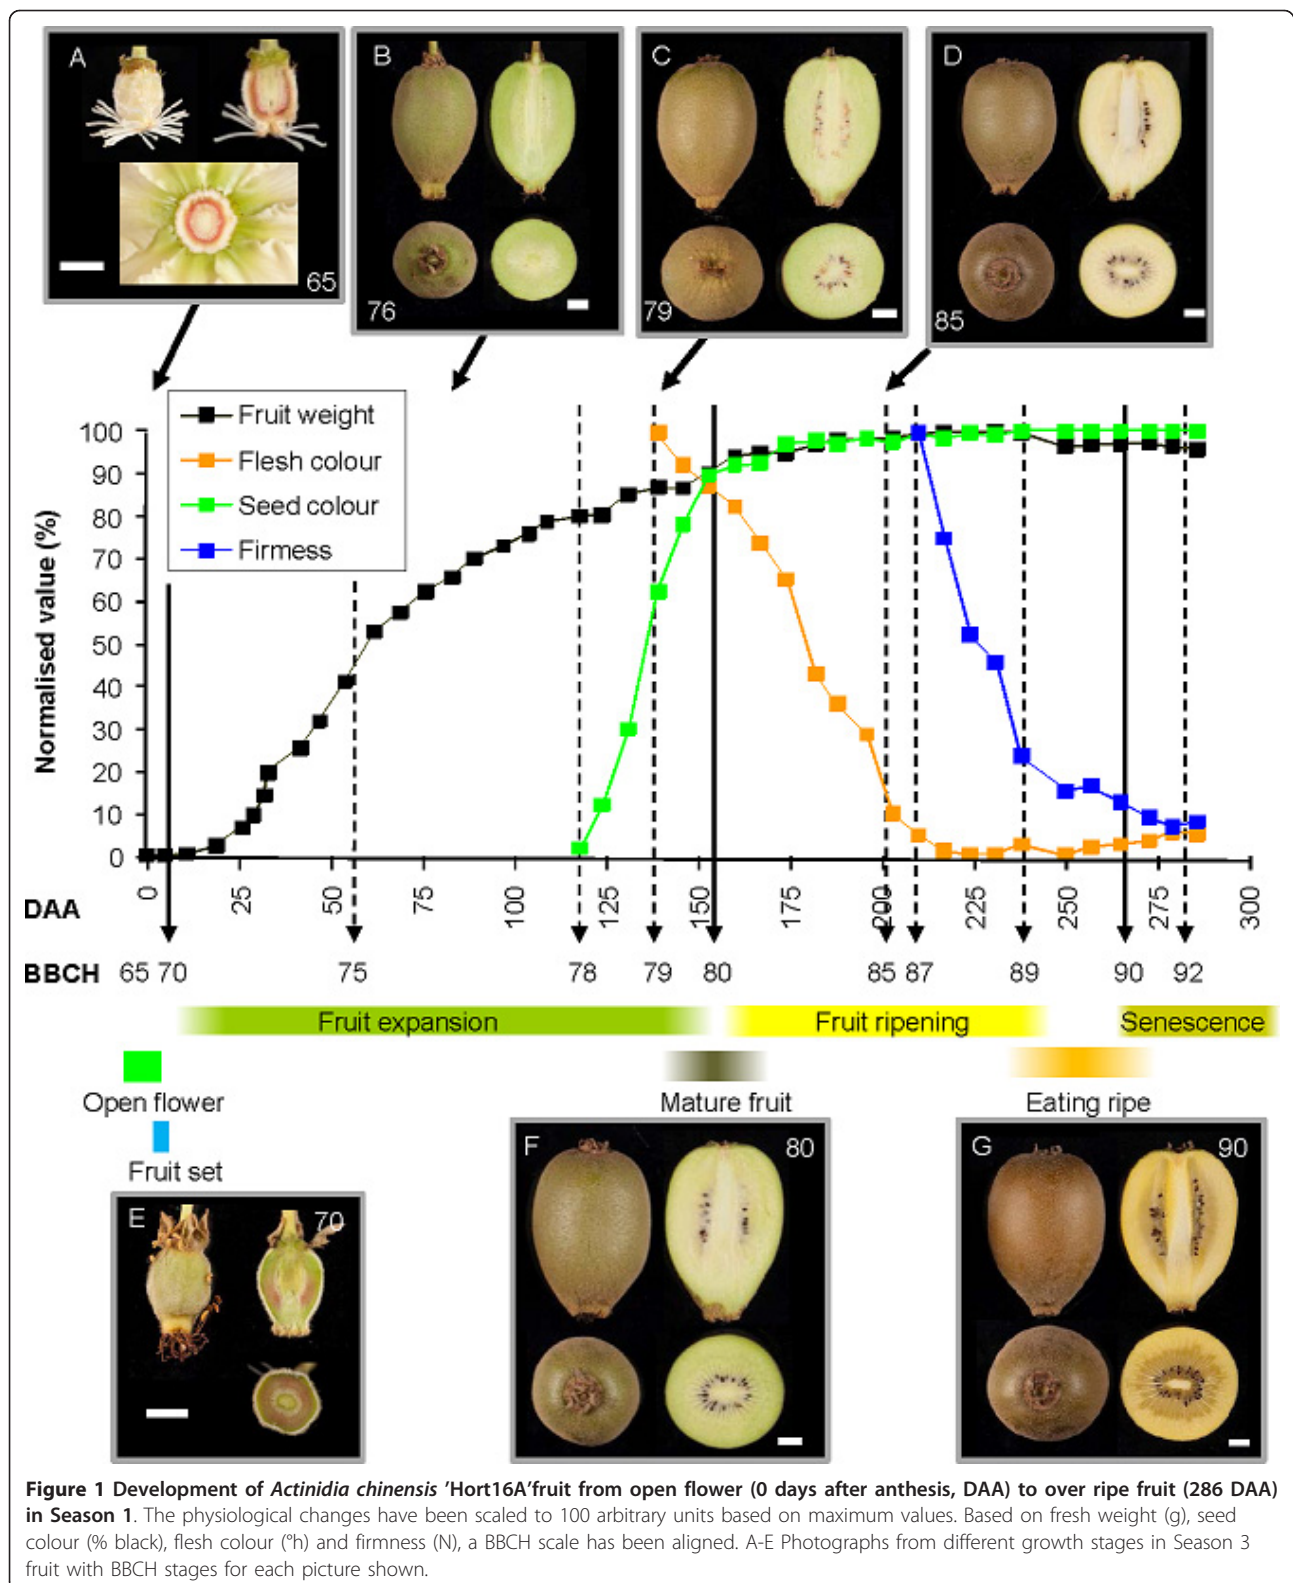 A
65
B
76
C
79
D
85
Fruit weight
Flesh colour
Seed colour
Firmess
Normalised value (%)
100
90
80
70
60
50
40
30
20
10
0
DAA
0 25 50 75 100 125 150 175 200 225 250 275 300
BBCH 65 70 75 78 79 80 85 87 89 90 92
Fruit expansion Fruit ripening Senescence
Open flower Mature fruit Eating ripe
Fruit set
E
70
F
80
G
90
Figure 1 Development of Actinidia chinensis 'Hort16A'fruit from open flower (0 days after anthesis, DAA) to over ripe fruit (286 DAA)
in Season 1. The physiological changes have been scaled to 100 arbitrary units based on maximum values. Based on fresh weight (g), seed
colour (% black), flesh colour (°h) and firmness (N), a BBCH scale has been aligned. A-E Photographs from different growth stages in Season 3
fruit with BBCH stages for each picture shown.